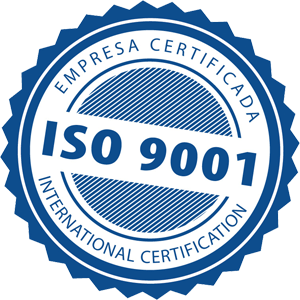 EMPRESA CERTIFICADA
ISO 9001
INTERNATIONAL CERTIFICATION